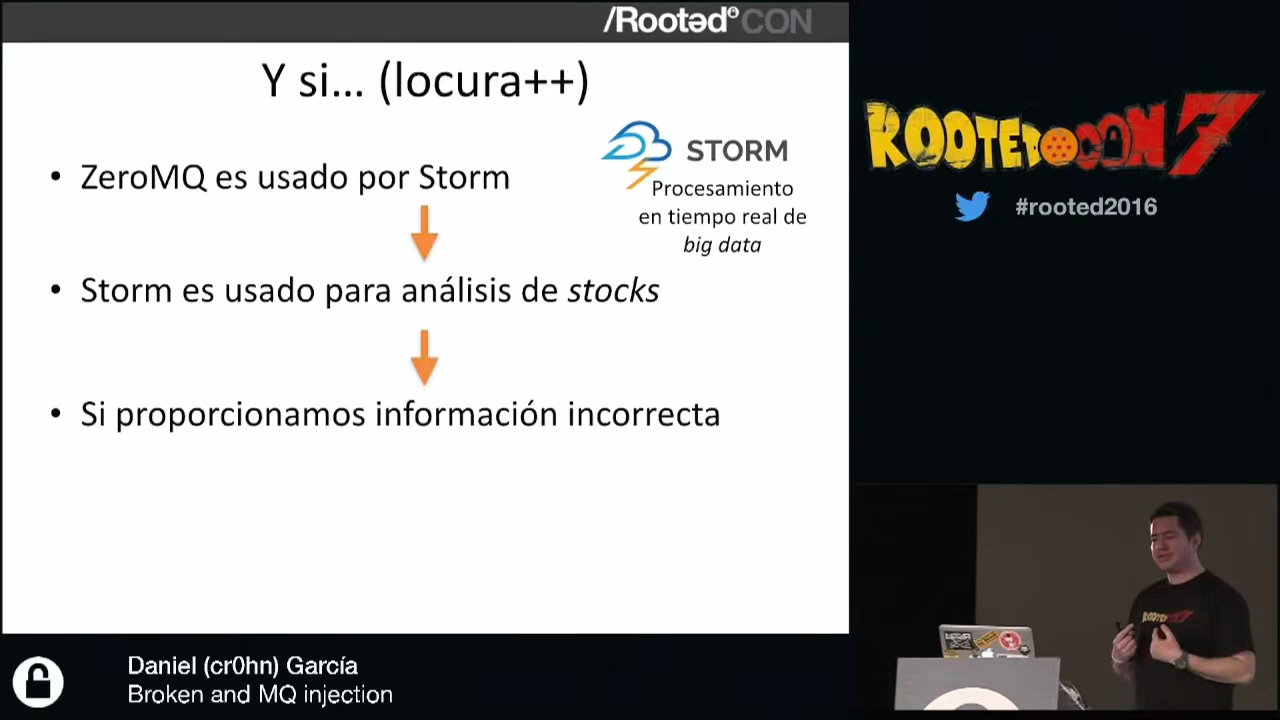 /Rootəd CON
Y si... (locura++)
STORM
• ZeroMQ es usado por Storm
Procesamiento
en tiempo real de
big data
• Storm es usado para análisis de stocks
• Si proporcionamos información incorrecta
ROOTEDCON 7
#rooted2016
Daniel (cr0hn) García
Broken and MQ injection